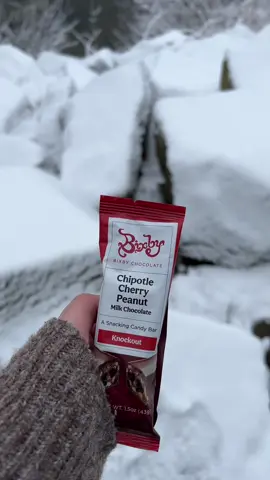 Bixby
BIXBY CHOCOLATE
Chipotle
Cherry
Peanut
Milk Chocolate
A Snacking Candy Bar
Knockout